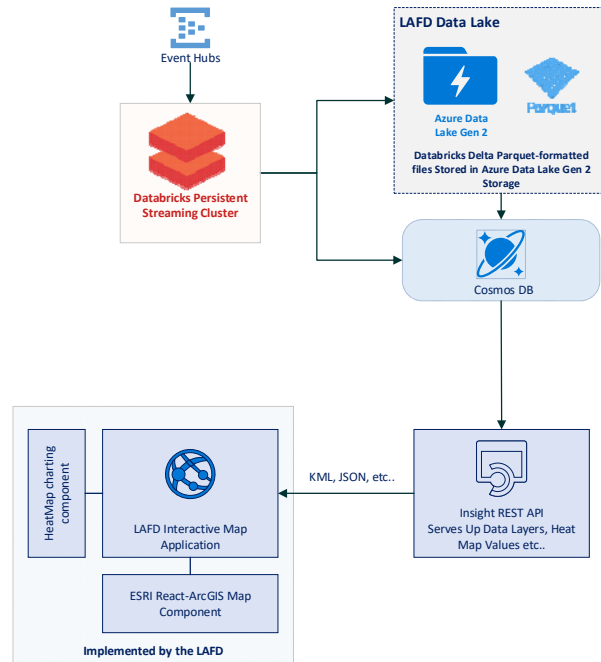 LAFD Data Lake
Event Hubs
Azure Data
Lake Gen 2
Parquet
Databricks Delta Parquet-formatted
files Stored in Azure Data Lake Gen 2
Storage
Databricks Persistent
Streaming Cluster
Cosmos DB
HeatMap charting
component
LAFD Interactive Map
Application
KML, JSON, etc..
Insight REST API
Serves Up Data Layers, Heat
Map Values etc..
ESRI React-ArcGIS Map
Component
Implemented by the LAFD